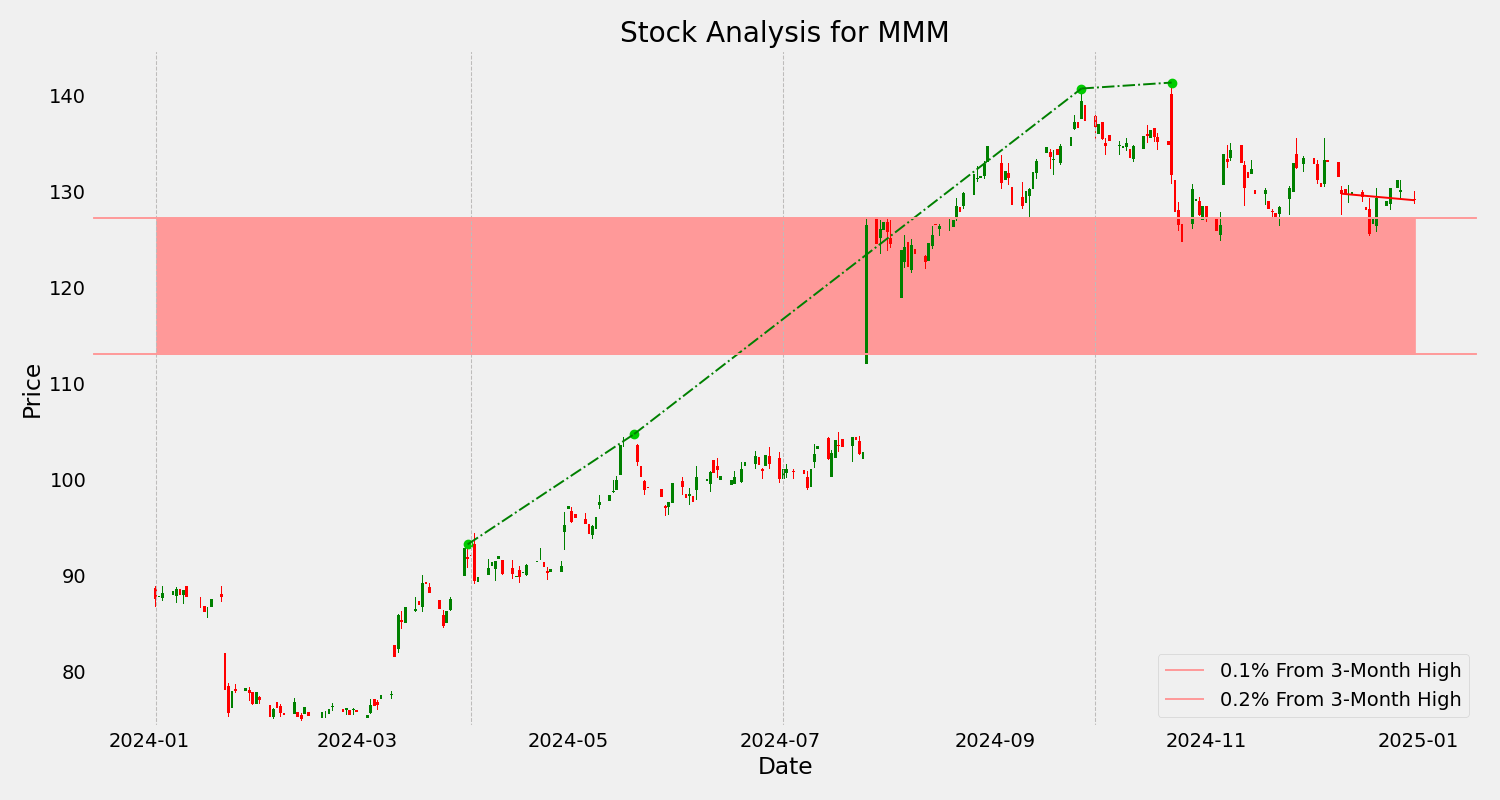 Stock Analysis for MMM
140
130
120
110
100
90
80
Price
2024-01 2024-03 2024-05 2024-07 2024-09 2024-11 2025-01
Date
0.1% From 3-Month High
0.2% From 3-Month High